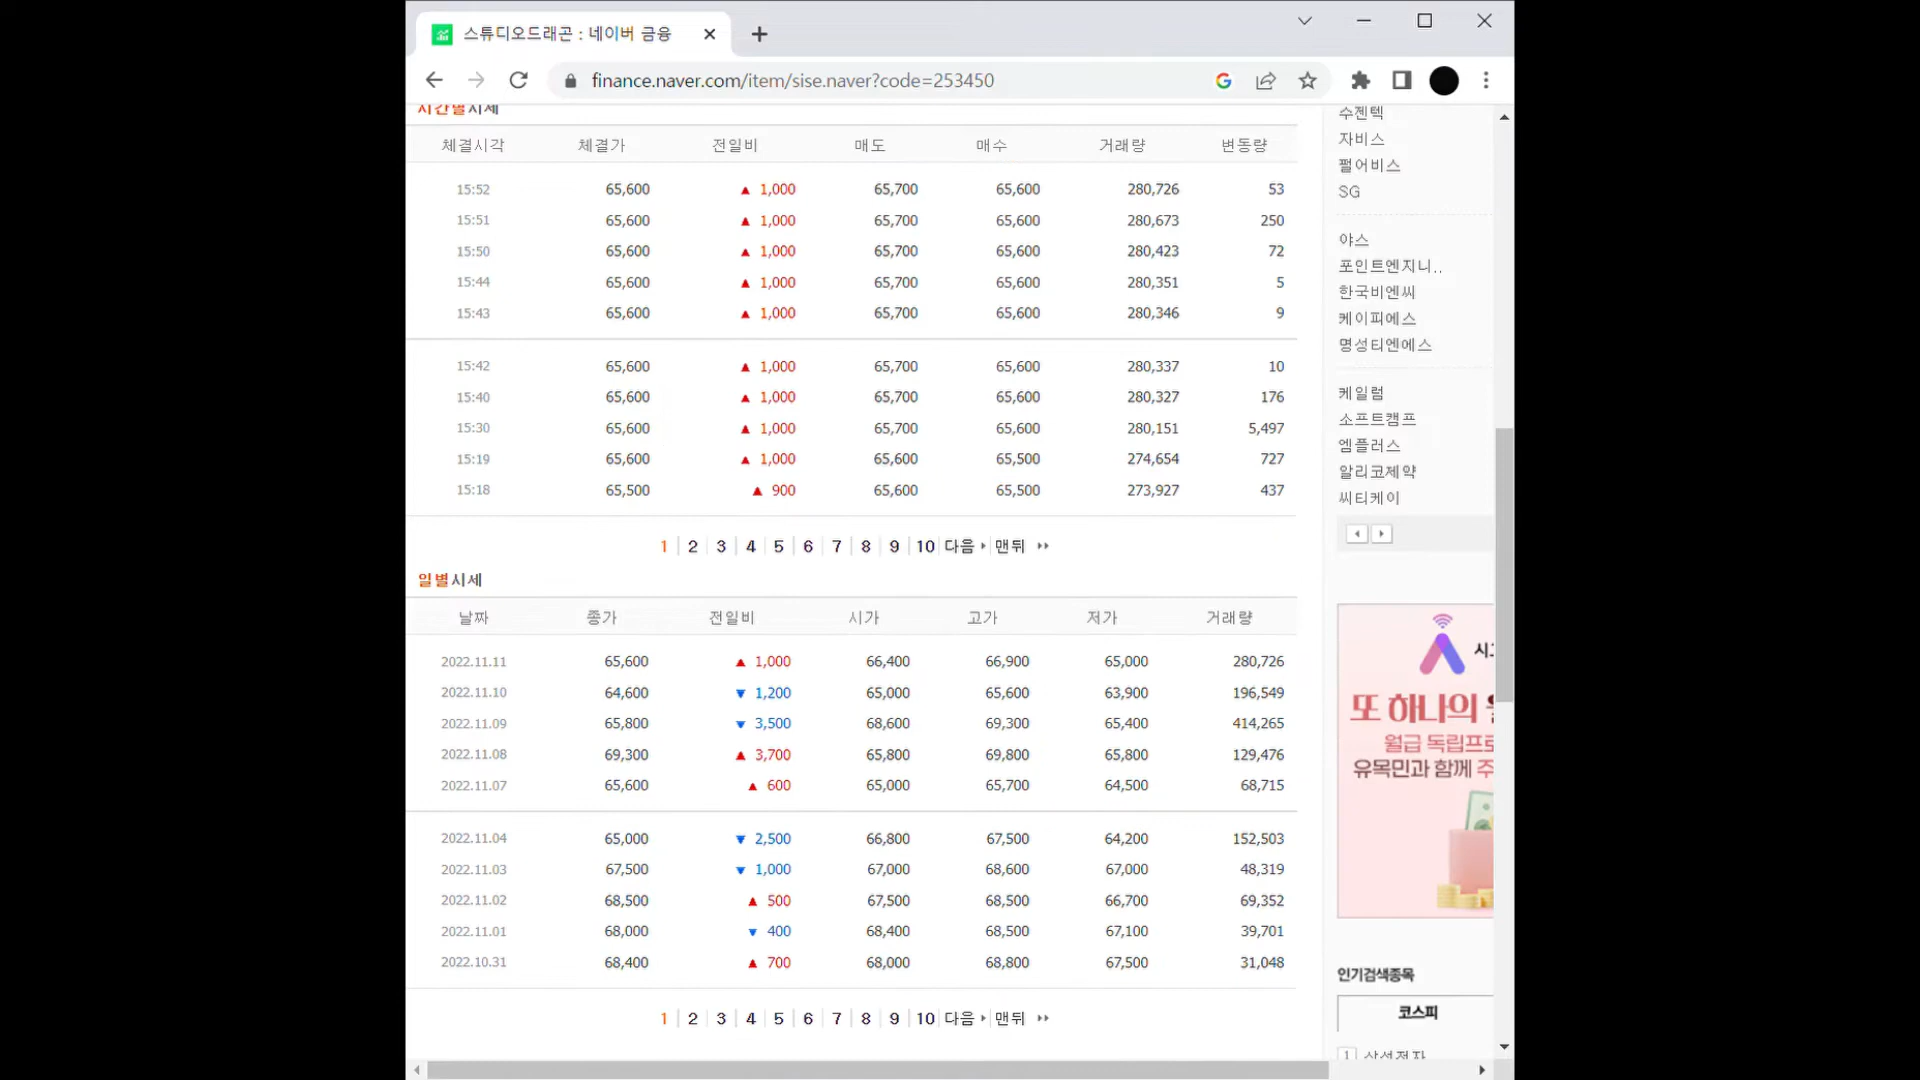 스튜디오드래곤 : 네이버 금융
finance.naver.com/item/sise.naver?code=253450
시간별시세
체결시각 체결가 전일비 매도 매수 거래량 변동량
15:52 65,600 ▲ 1,000 65,700 65,600 280,726 53
15:51 65,600 ▲ 1,000 65,700 65,600 280,673 250
15:50 65,600 ▲ 1,000 65,700 65,600 280,423 72
15:44 65,600 ▲ 1,000 65,700 65,600 280,351 5
15:43 65,600 ▲ 1,000 65,700 65,600 280,346 9
15:42 65,600 ▲ 1,000 65,700 65,600 280,337 10
15:40 65,600 ▲ 1,000 65,700 65,600 280,327 176
15:30 65,600 ▲ 1,000 65,700 65,600 280,151 5,497
15:19 65,600 ▲ 1,000 65,600 65,500 274,654 727
15:18 65,500 ▲ 900 65,600 65,500 273,927 437
1 2 3 4 5 6 7 8 9 10 다음 맨뒤
일별시세
날짜 종가 전일비 시가 고가 저가 거래량
2022.11.11 65,600 ▲ 1,000 66,400 66,900 65,000 280,726
2022.11.10 64,600 ▼ 1,200 65,000 65,600 63,900 196,549
2022.11.09 65,800 ▼ 3,500 68,600 69,300 65,400 414,265
2022.11.08 69,300 ▲ 3,700 65,800 69,800 65,800 129,476
2022.11.07 65,600 ▲ 600 65,000 65,700 64,500 68,715
2022.11.04 65,000 ▼ 2,500 66,800 67,500 64,200 152,503
2022.11.03 67,500 ▼ 1,000 67,000 68,600 67,000 48,319
2022.11.02 68,500 ▲ 500 67,500 68,500 66,700 69,352
2022.11.01 68,000 ▼ 400 68,400 68,500 67,100 39,701
2022.10.31 68,400 ▲ 700 68,000 68,800 67,500 31,048
1 2 3 4 5 6 7 8 9 10 다음 맨뒤
수젠텍
자비스
펄어비스
SG
야스
포인트엔지니..
한국비엔씨
케이피에스
명성티엔에스
케일럼
소프트캠프
엠플러스
알리코제약
씨티케이
또 하나의
월급 독립프로
유목민과 함께 주
인기검색종목
코스피
1 삼성전자